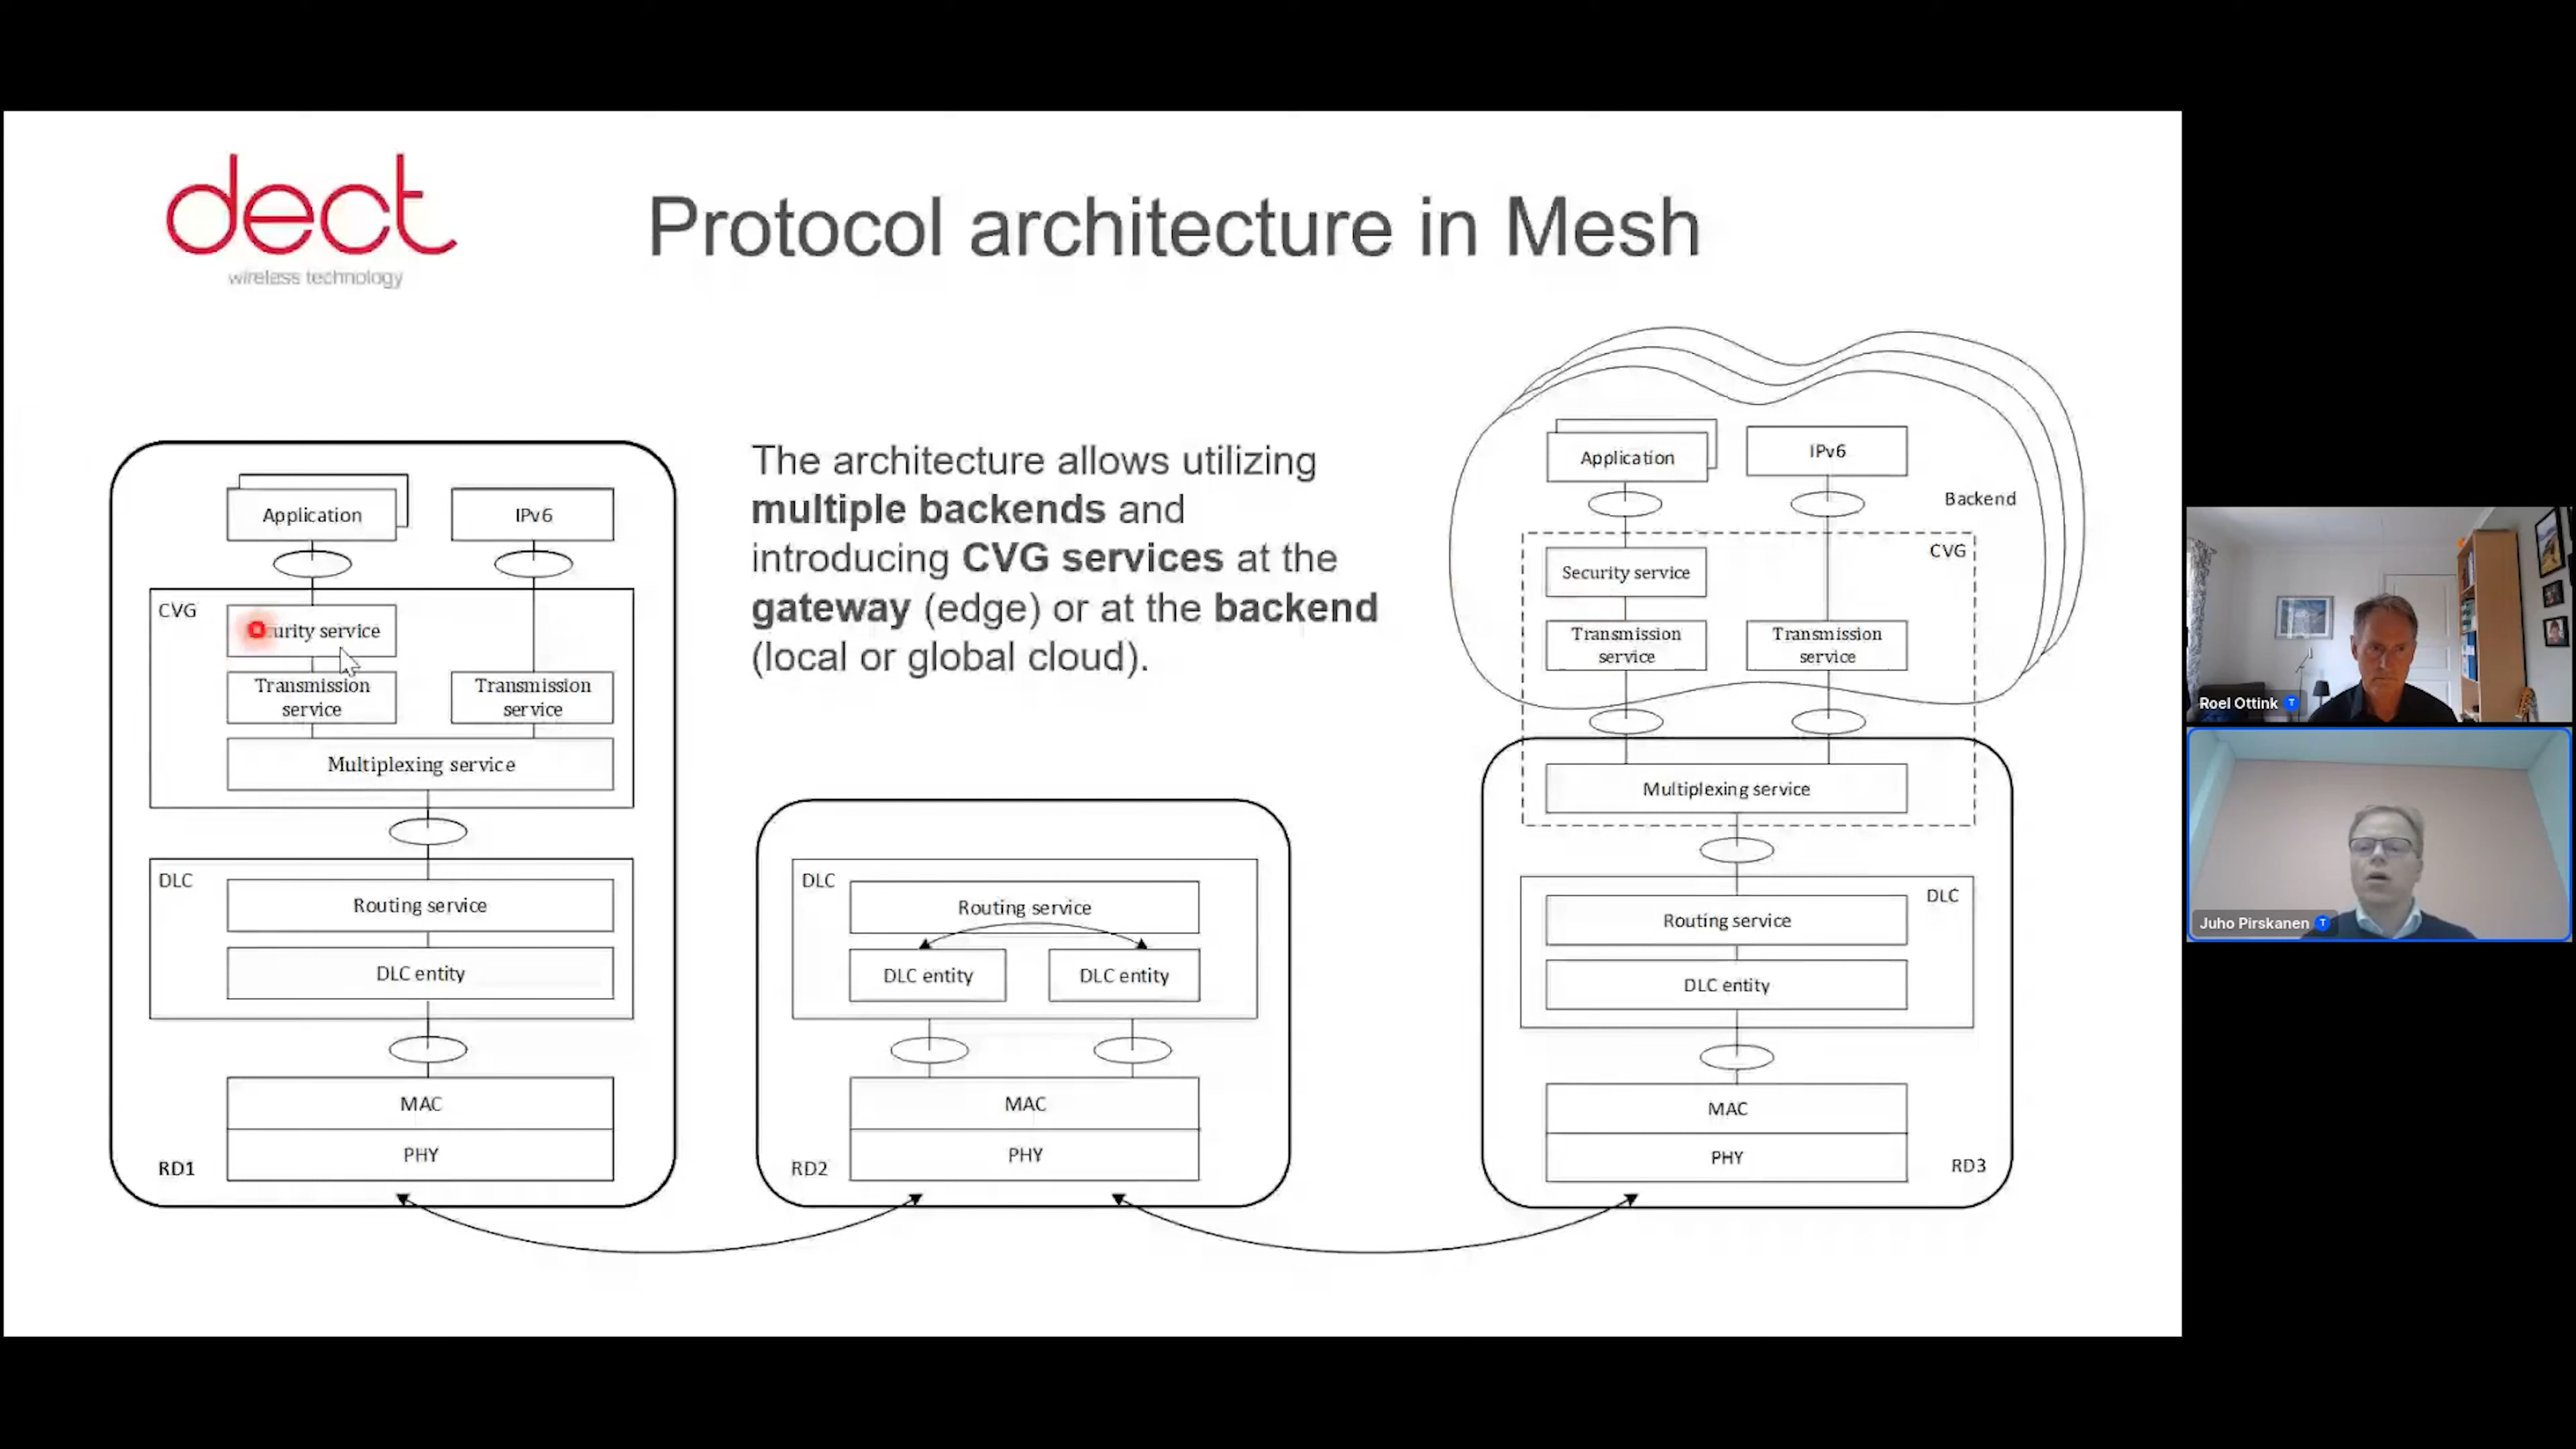 dect
wireless technology
Protocol architecture in Mesh
The architecture allows utilizing
multiple backends and
introducing CVG services at the
gateway (edge) or at the backend
(local or global cloud).
Application
IPv6
CVG
urity service
Transmission
service
Transmission
service
Multiplexing service
DLC
Routing service
DLC entity
MAC
PHY
RD1
DLC
Routing service
DLC entity
DLC entity
MAC
PHY
RD2
Application
IPv6
Backend
CVG
Security service
Transmission
service
Transmission
service
Multiplexing service
DLC
Routing service
DLC entity
MAC
PHY
RD3
Roel Ottink T
Juho Pirskanen T